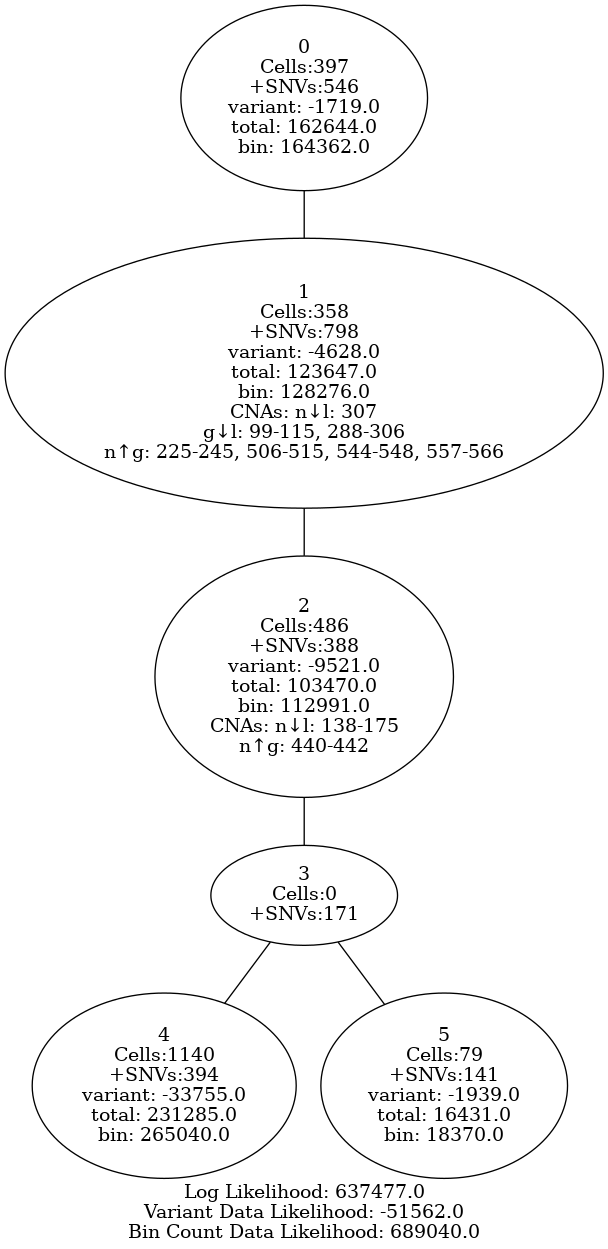 0
Cells:397
+SNVs:546
variant: -1719.0
total: 162644.0
bin: 164362.0
1
Cells:358
+SNVs:798
variant: -4628.0
total: 123647.0
bin: 128276.0
CNAs: n↓l: 307
g↓l: 99-115, 288-306
n↑g: 225-245, 506-515, 544-548, 557-566
2
Cells:486
+SNVs:388
variant: -9521.0
total: 103470.0
bin: 112991.0
CNAs: n↓l: 138-175
n↑g: 440-442
3
Cells:0
+SNVs:171
4
Cells:1140
+SNVs:394
variant: -33755.0
total: 231285.0
bin: 265040.0
5
Cells:79
+SNVs:141
variant: -1939.0
total: 16431.0
bin: 18370.0
Log Likelihood: 637477.0
Variant Data Likelihood: -51562.0
Bin Count Data Likelihood: 689040.0